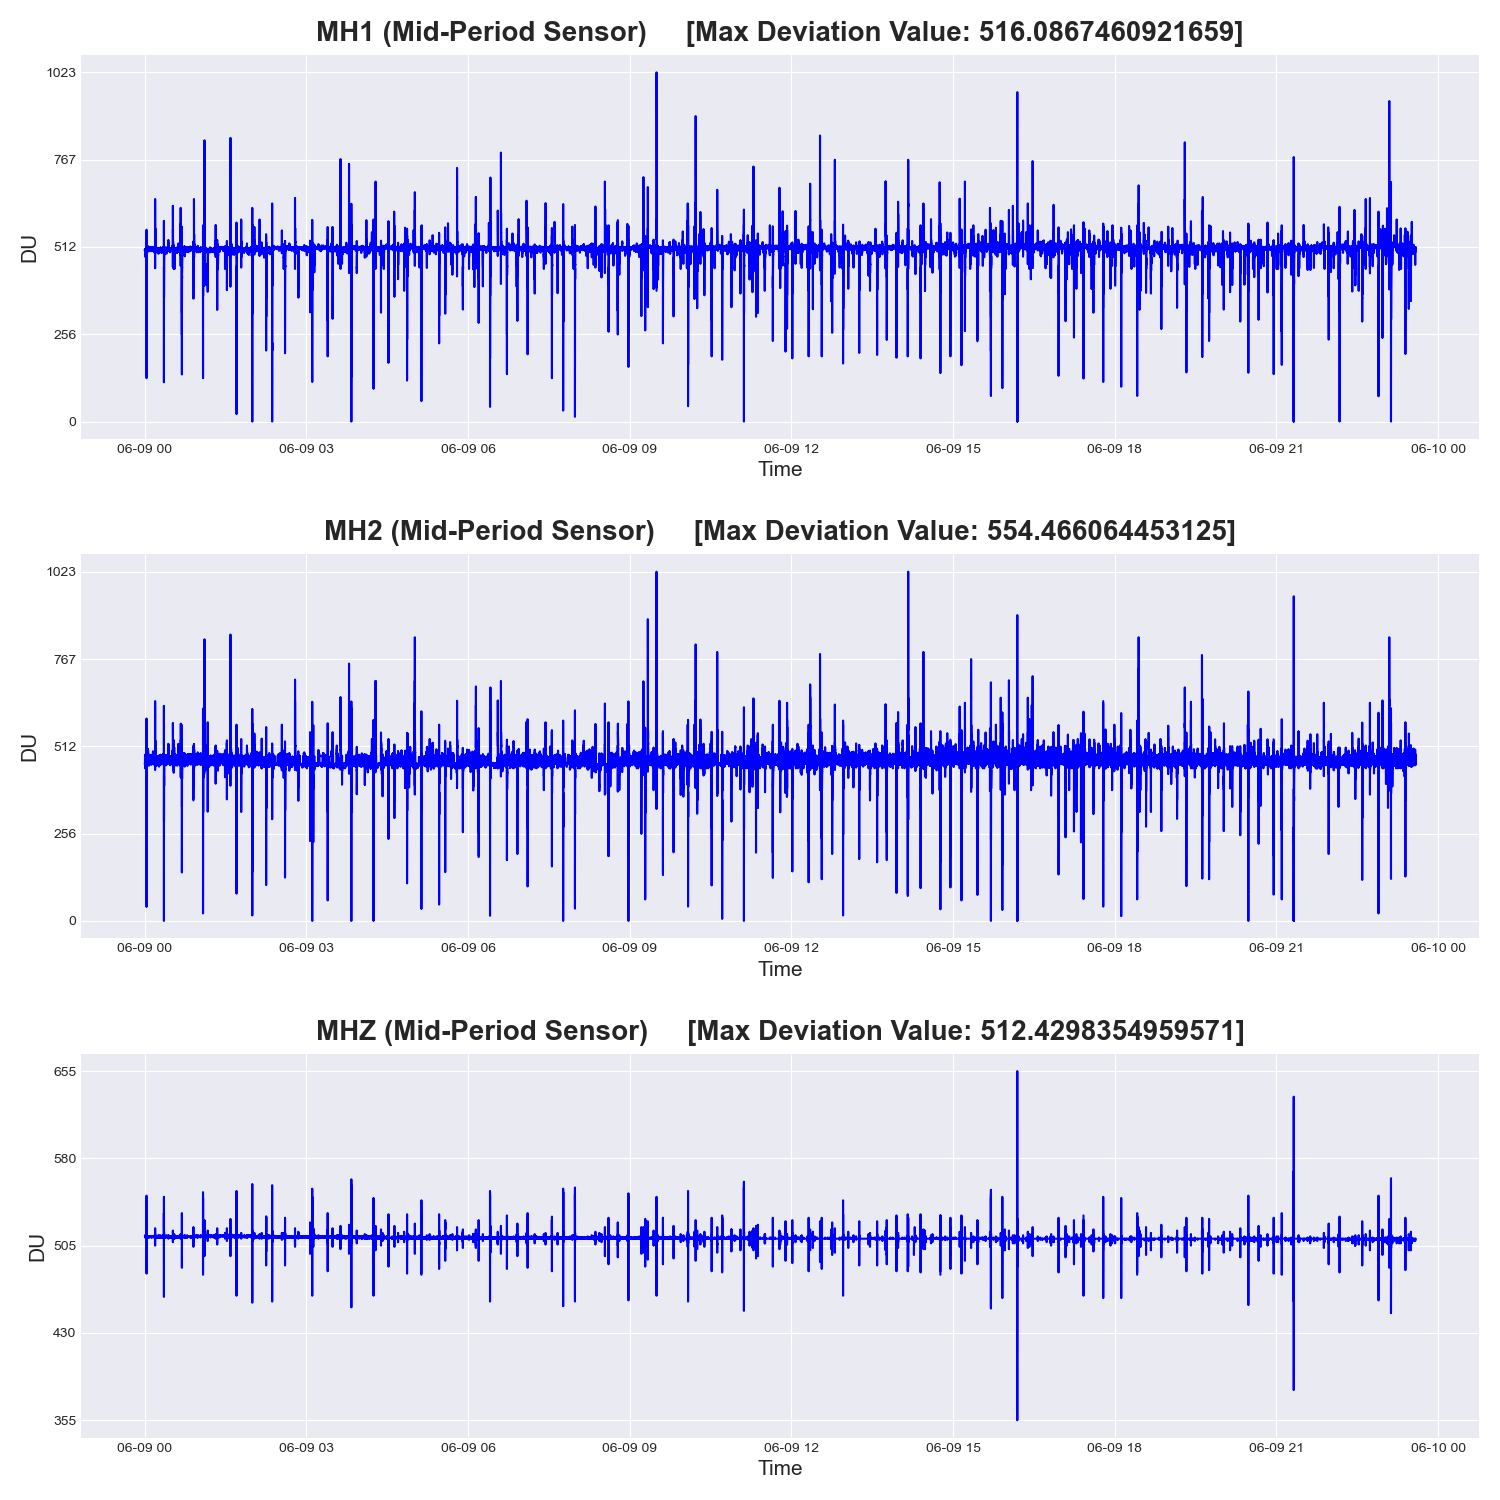 MH1 (Mid-Period Sensor) [Max Deviation Value: 516.0867460921659]
1023
767
512
256
0
DU
06-09 00 06-09 03 06-09 06 06-09 09 06-09 12 06-09 15 06-09 18 06-09 21 06-10 00
Time
MH2 (Mid-Period Sensor) [Max Deviation Value: 554.466064453125]
1023
767
512
256
0
DU
06-09 00 06-09 03 06-09 06 06-09 09 06-09 12 06-09 15 06-09 18 06-09 21 06-10 00
Time
MHZ (Mid-Period Sensor) [Max Deviation Value: 512.4298354959571]
655
580
505
430
355
DU
06-09 00 06-09 03 06-09 06 06-09 09 06-09 12 06-09 15 06-09 18 06-09 21 06-10 00
Time